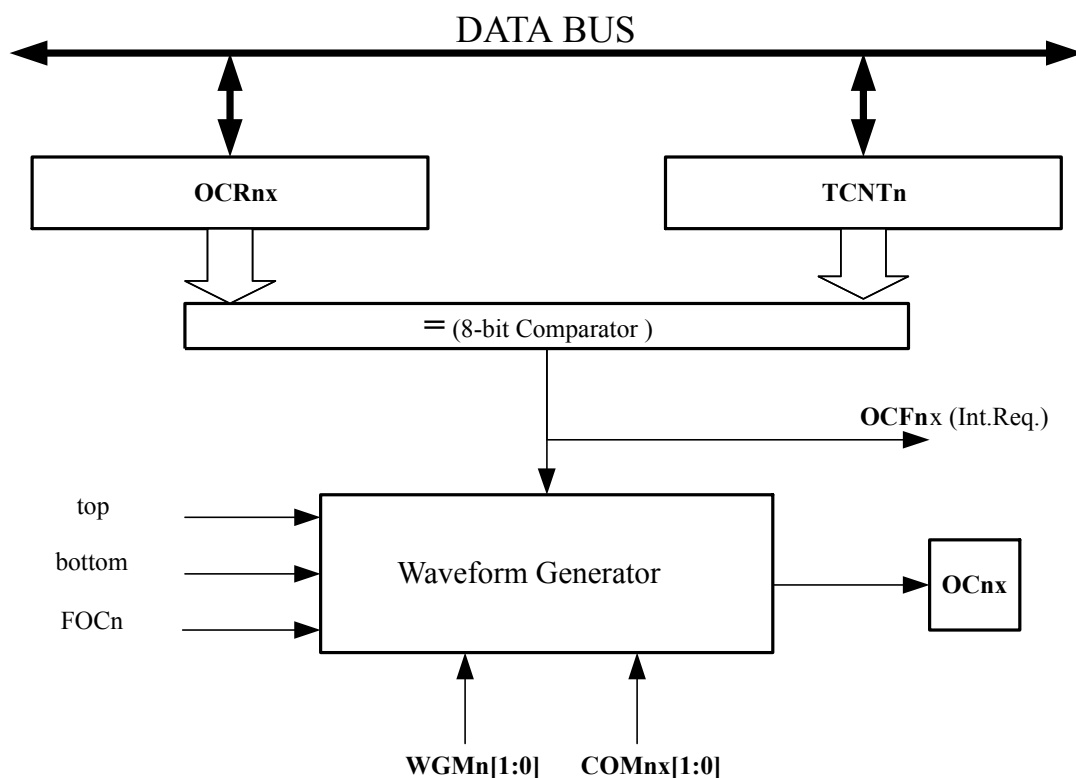 DATA BUS
OCRnx
TCNTn
= (8-bit Comparator )
OCFnx (Int.Req.)
top
bottom
FOCn
Waveform Generator
OCnx
WGMn[1:0]
COMnx[1:0]